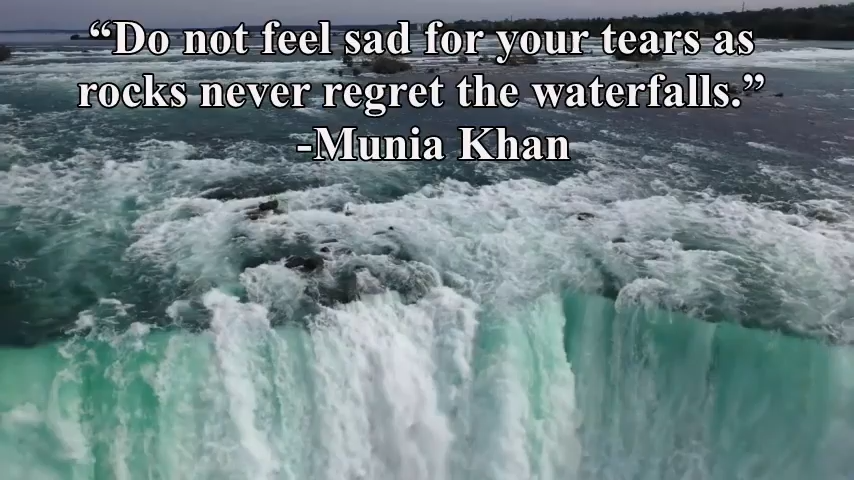 “Do not feel sad for your tears as
rocks never regret the waterfalls.”
-Munia Khan